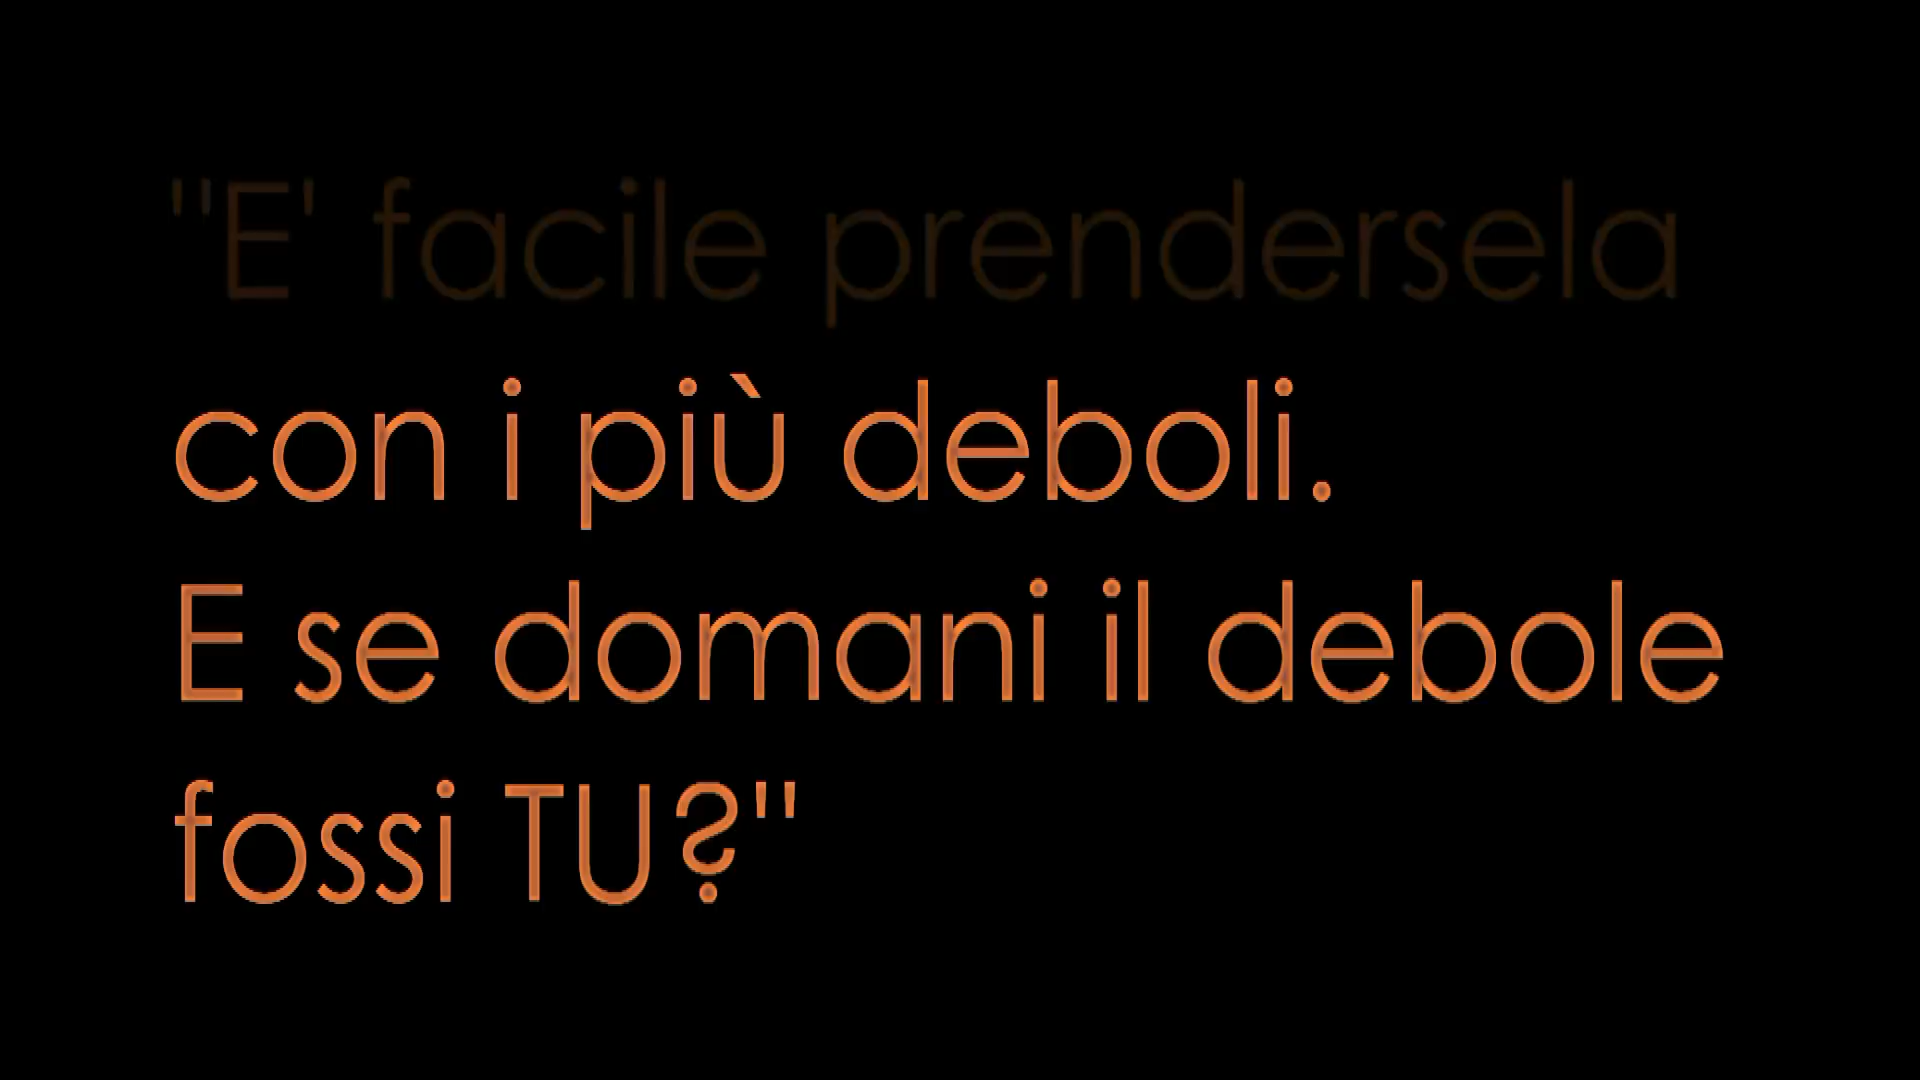 "E' facile prendersela
con i più deboli.
E se domani il debole
fossi TU?"